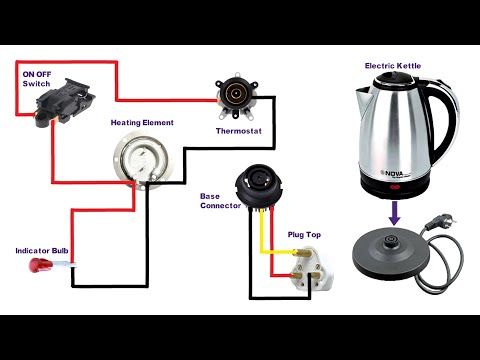 ON OFF
Switch
Heating Element
Thermostat
Electric Kettle
Base
Connector
Plug Top
Indicator Bulb
NOVA